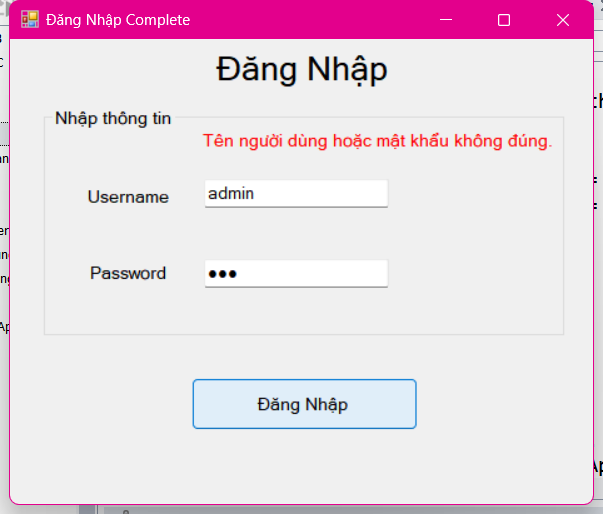 Đăng Nhập Complete
Đăng Nhập
Nhập thông tin
Tên người dùng hoặc mật khẩu không đúng.
Username
admin
Password
●●●
Đăng Nhập